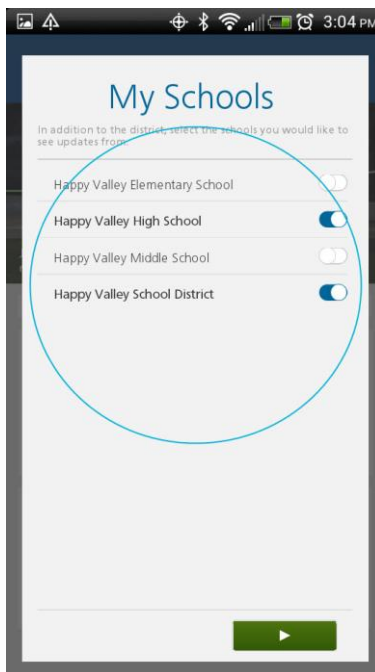 3:04 PM
My Schools
In addition to the district, select the schools you would like to
see updates from.
Happy Valley Elementary School
Happy Valley High School
Happy Valley Middle School
Happy Valley School District